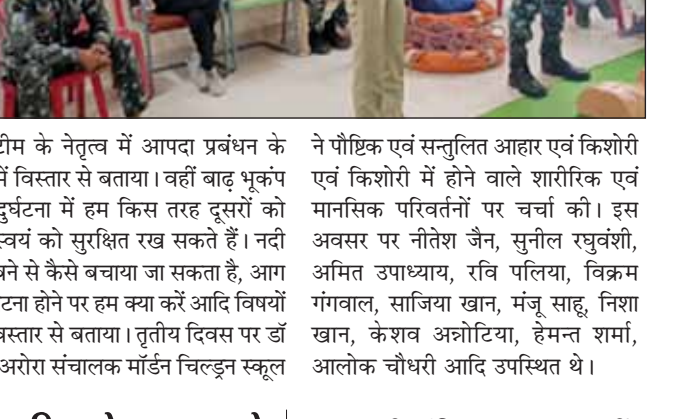 टीम के नेतृत्व में आपदा प्रबंधन के
में विस्तार से बताया। वहीं बाढ़ भूकंप
दुर्घटना में हम किस तरह दूसरों को
स्वयं को सुरक्षित रख सकते हैं। नदी
से कैसे बचाया जा सकता है, आग
होने पर हम क्या करें आदि विषयों
से बताया। तृतीय दिवस पर डॉ
अरोरा संचालक मॉर्डन चिल्ड्रन स्कूल
ने पौष्टिक एवं सन्तुलित आहार एवं किशोरी
एवं किशोरी में होने वाले शारीरिक एवं
मानसिक परिवर्तनों पर चर्चा की। इस
अवसर पर नीतेश जैन, सुनील रघुवंशी,
अमित उपाध्याय, रवि पलिया, विक्रम
गंगवाल, साजिया खान, मंजू साहू, निशा
खान, केशव अन्नोटिया, हेमन्त शर्मा,
आलोक चौधरी आदि उपस्थित थे।